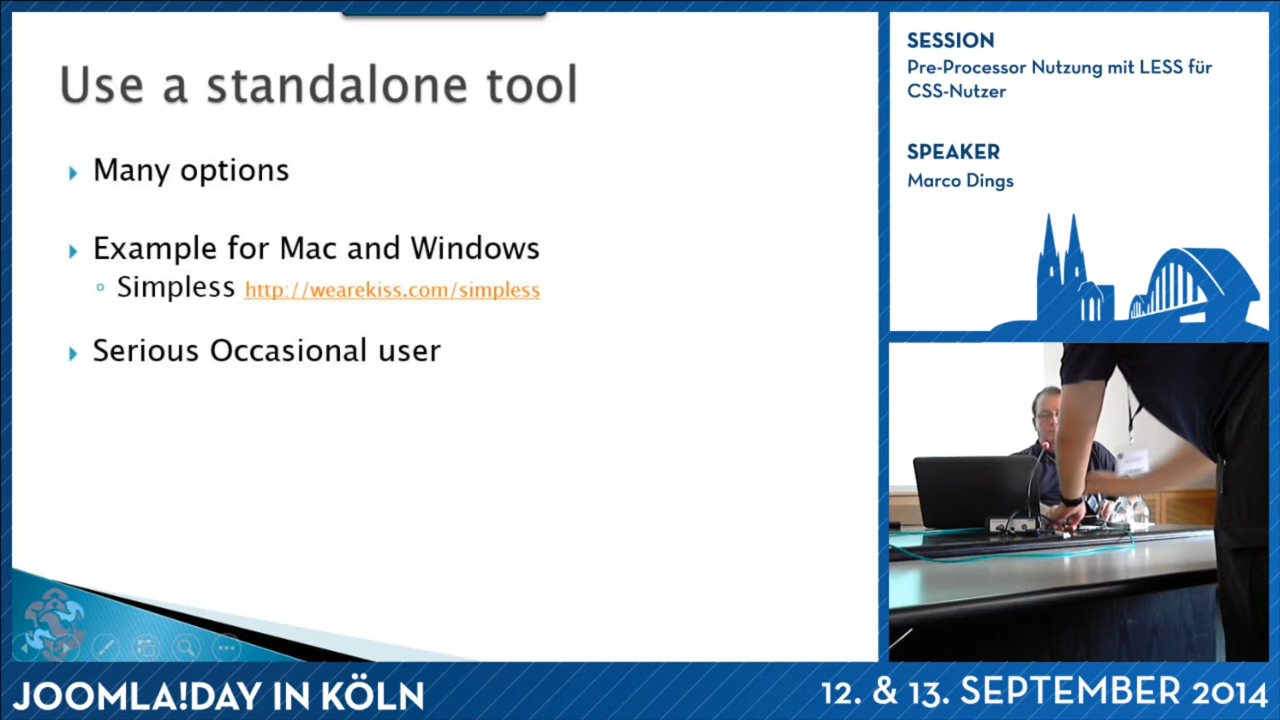 Use a standalone tool
Many options
Example for Mac and Windows
Simpless http://wearekiss.com/simpless
Serious Occasional user
SESSION
Pre-Processor Nutzung mit LESS für
CSS-Nutzer
SPEAKER
Marco Dings
JOOMLA!DAY IN KÖLN
12. & 13. SEPTEMBER 2014